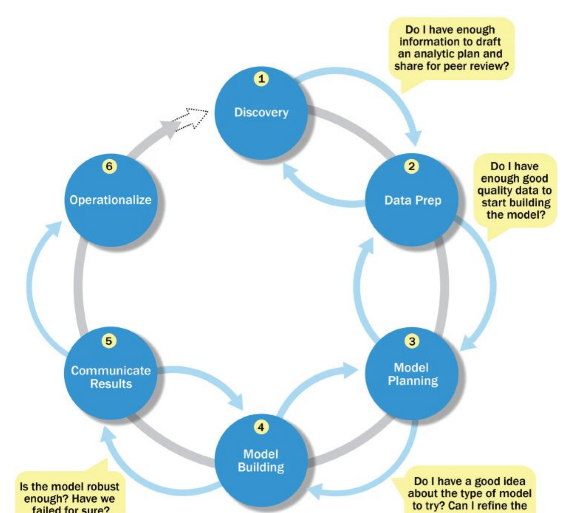 Do I have enough
information to draft
an analytic plan and
share for peer review?
1
Discovery
2
Data Prep
Do I have
enough good
quality data to
start building
the model?
3
Model
Planning
Do I have a good idea
about the type of model
to try? Can I refine the
4
Model
Building
Is the model robust
enough? Have we
failed for sure?
5
Communicate
Results
6
Operationalize